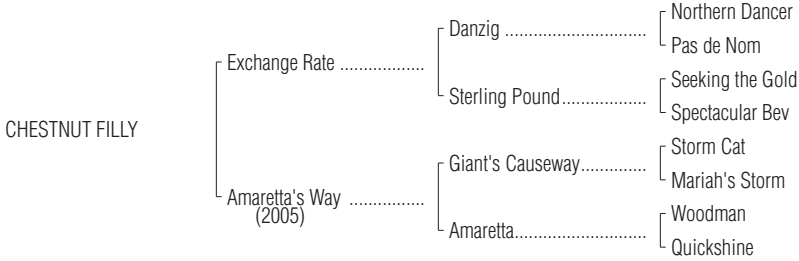 Northern Dancer
Danzig ..............................
Pas de Nom
Exchange Rate ..................
Seeking the Gold
Sterling Pound..................
Spectacular Bev
CHESTNUT FILLY
Storm Cat
Giant's Causeway..............
Mariah's Storm
Amaretta's Way ................
(2005)
Woodman
Amaretta............................
Quickshine